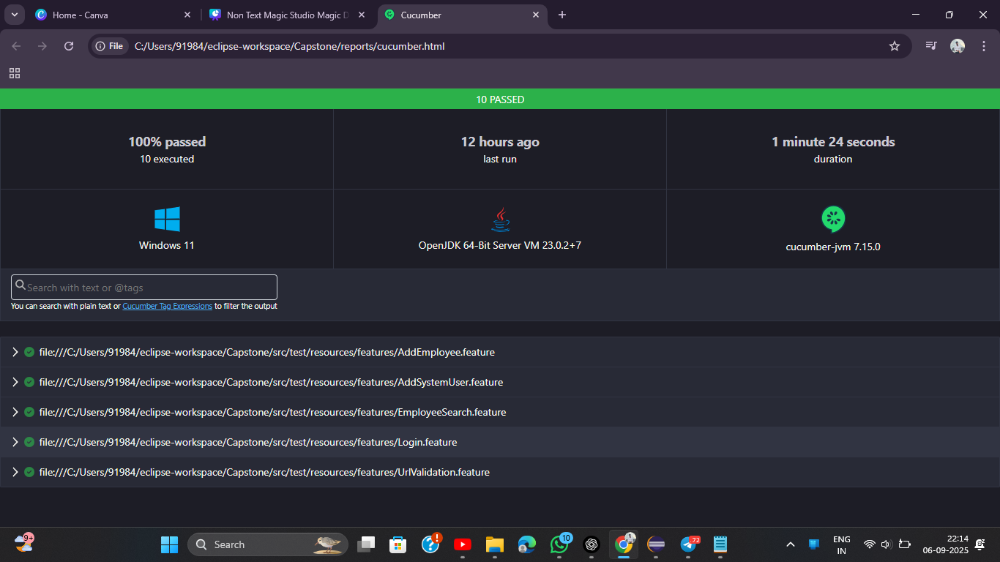 Home - Canva
Non Text Magic Studio Magic D
Cucumber
File
C:/Users/91984/eclipse-workspace/Capstone/reports/cucumber.html
10 PASSED
100% passed
10 executed
12 hours ago
last run
1 minute 24 seconds
duration
Windows 11
OpenJDK 64-Bit Server VM 23.0.2+7
cucumber-jvm 7.15.0
Search with text or @tags
You can search with plain text or Cucumber Tag Expressions to filter the output
file:///C:/Users/91984/eclipse-workspace/Capstone/src/test/resources/features/AddEmployee.feature
file:///C:/Users/91984/eclipse-workspace/Capstone/src/test/resources/features/AddSystemUser.feature
file:///C:/Users/91984/eclipse-workspace/Capstone/src/test/resources/features/EmployeeSearch.feature
file:///C:/Users/91984/eclipse-workspace/Capstone/src/test/resources/features/Login.feature
file:///C:/Users/91984/eclipse-workspace/Capstone/src/test/resources/features/UrlValidation.feature
9+
Search
10
.72
ENG
IN
22:14
06-09-2025